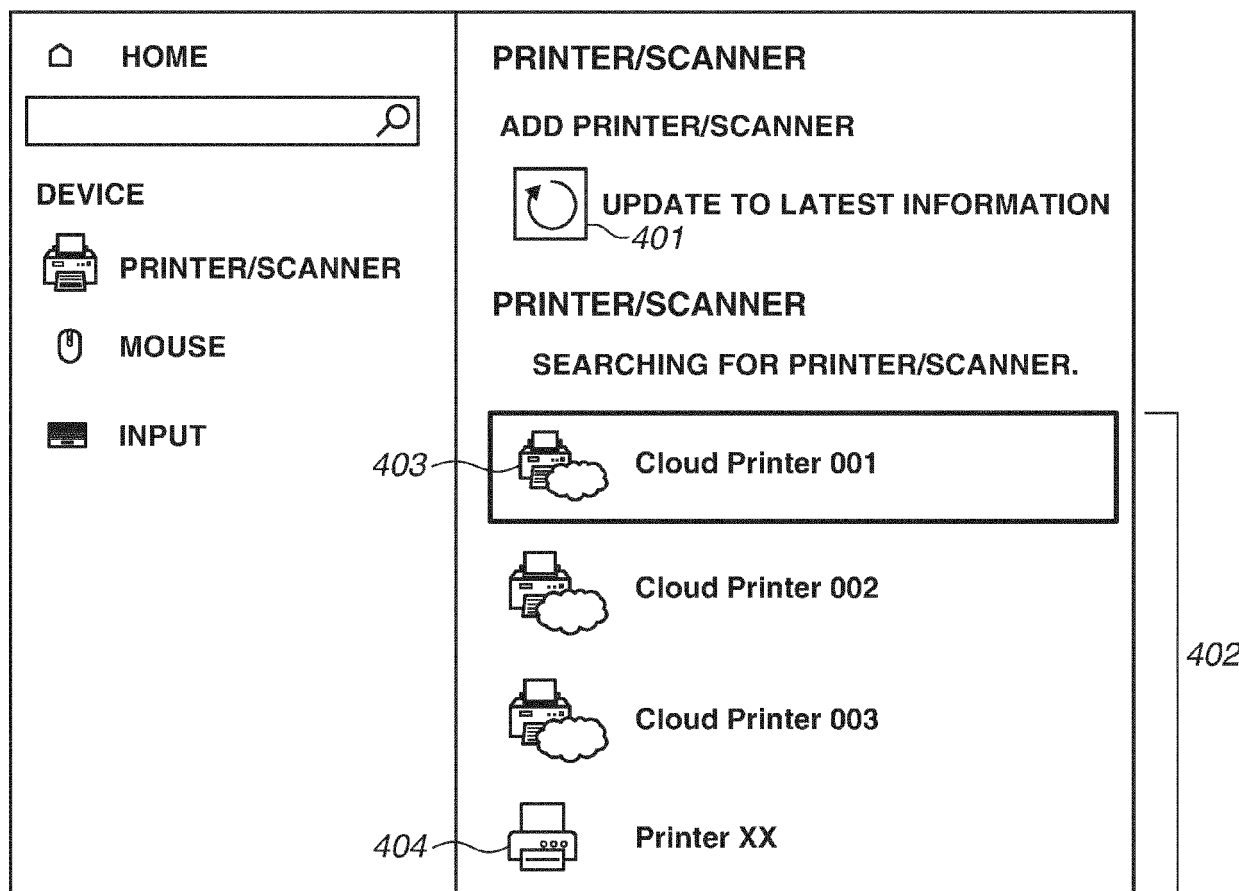 HOME
DEVICE
PRINTER/SCANNER
MOUSE
INPUT
PRINTER/SCANNER
ADD PRINTER/SCANNER
UPDATE TO LATEST INFORMATION
401
PRINTER/SCANNER
SEARCHING FOR PRINTER/SCANNER.
403
Cloud Printer 001
Cloud Printer 002
402
Cloud Printer 003
404
Printer XX